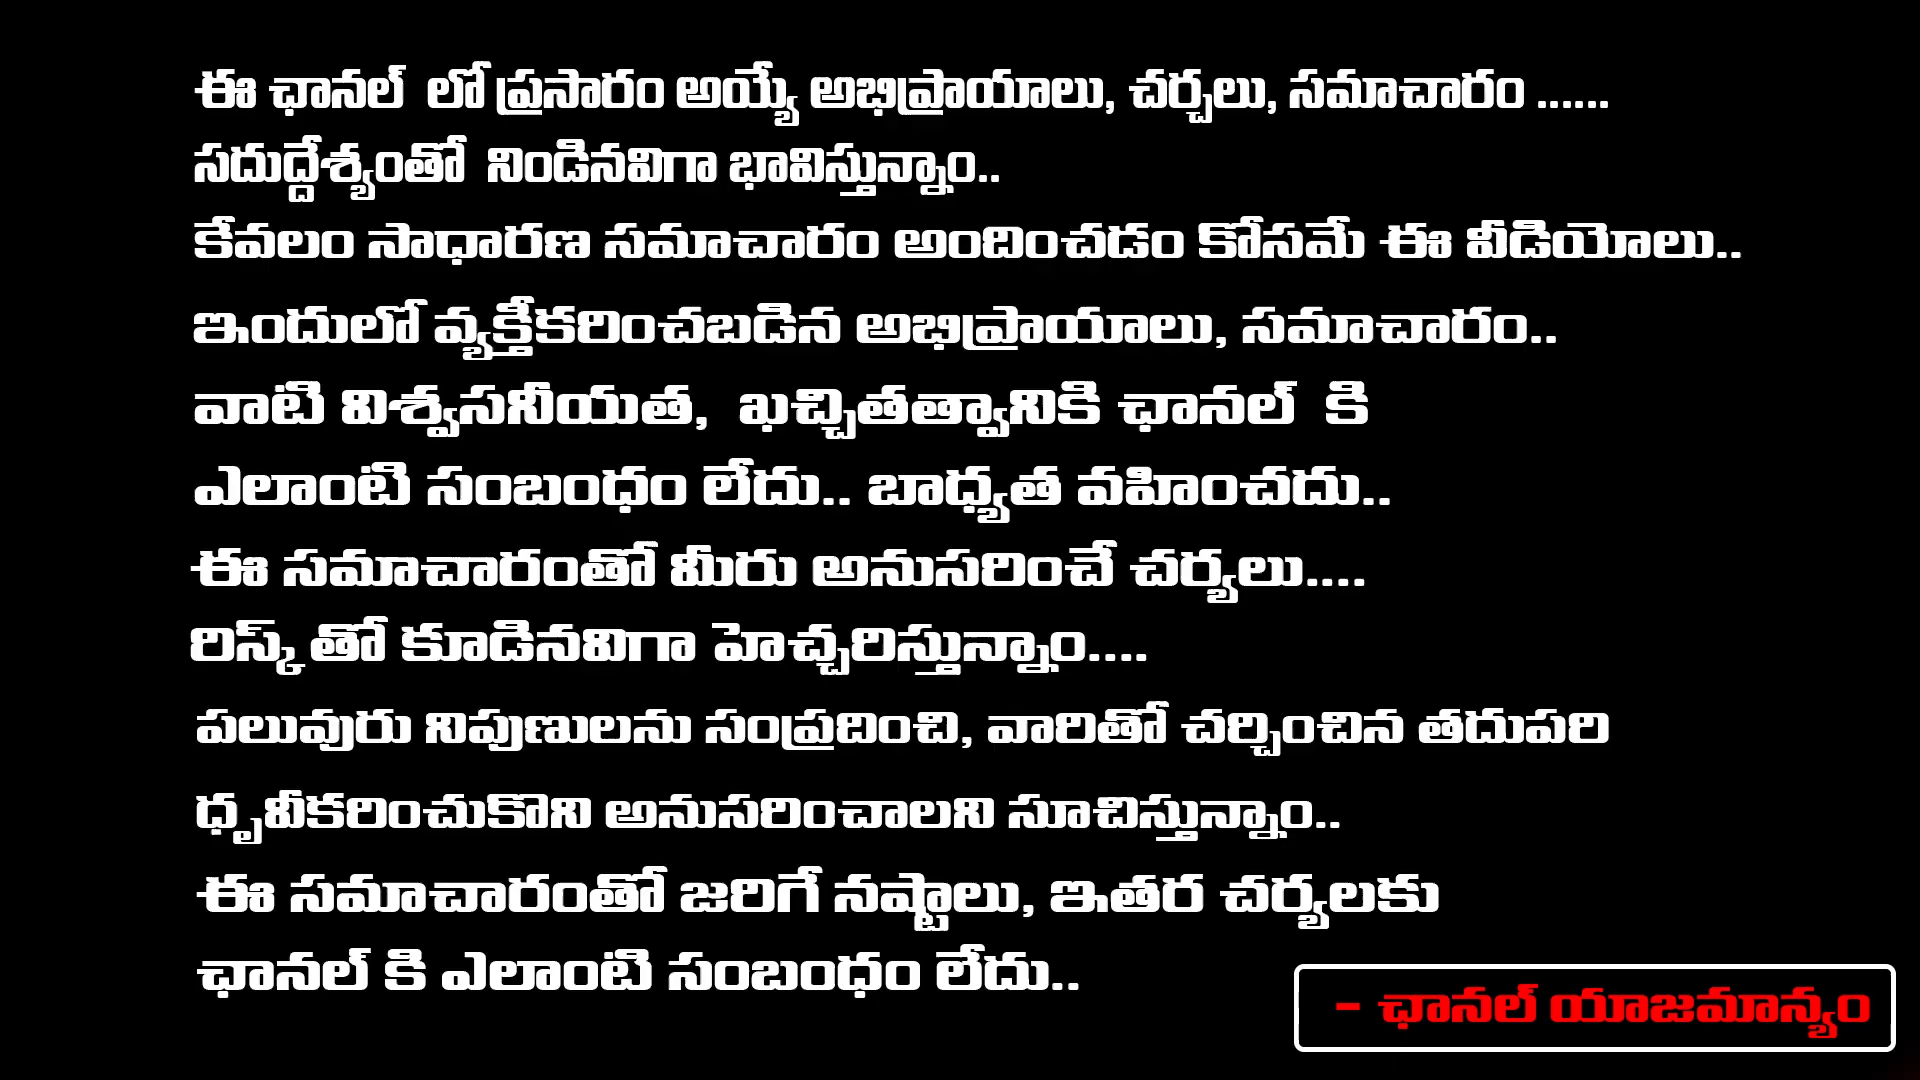 ఈ ఛానల్ లో ప్రసారం అయ్యే అభిప్రాయాలు, చర్చలు, సమాచారం ......
సదుద్దేశ్యంతో నిండినవిగా భావిస్తున్నాం..
కేవలం సాధారణ సమాచారం అందించడం కోసమే ఈ వీడియోలు..
ఇందులో వ్యక్తీకరించబడిన అభిప్రాయాలు, సమాచారం..
వాటి విశ్వసనీయత, ఖచ్చితత్వానికి ఛానల్ కి
ఎలాంటి సంబంధం లేదు.. బాధ్యత వహించదు..
ఈ సమాచారంతో మీరు అనుసరించే చర్యలు....
రిస్క్ తో కూడినవిగా హెచ్చరిస్తున్నాం....
పలువురు నిపుణులను సంప్రదించి, వారితో చర్చించిన తదుపరి
ధృవీకరించుకొని అనుసరించాలని సూచిస్తున్నాం..
ఈ సమాచారంతో జరిగే నష్టాలు, ఇతర చర్యలకు
ఛానల్ కి ఎలాంటి సంబంధం లేదు..
- ఛానల్ యాజమాన్యం